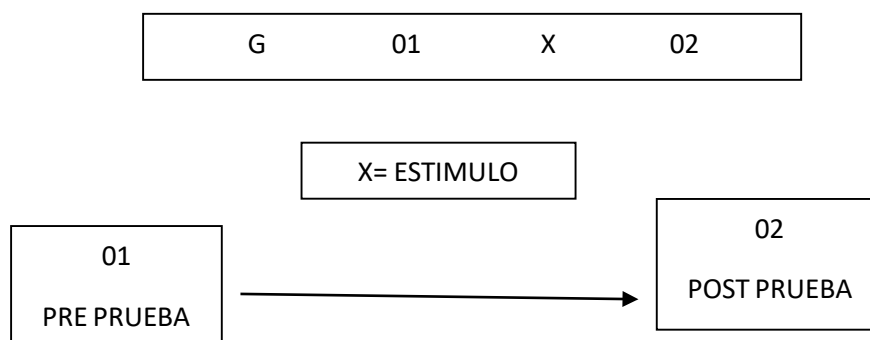 G 01 X 02
X= ESTIMULO
01
PRE PRUEBA
02
POST PRUEBA